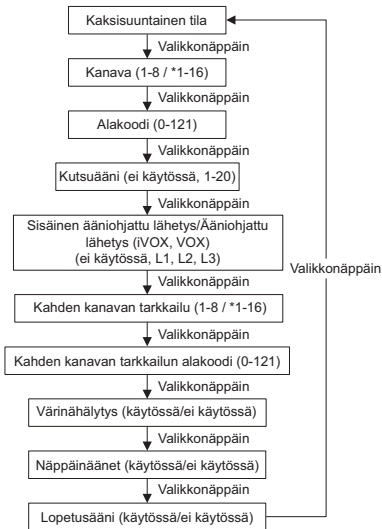 Kaksisuuntainen tila
Valikkonäppäin
Kanava (1-8 / *1-16)
Valikkonäppäin
Alakoodi (0-121)
Valikkonäppäin
Kutsuääni (ei käytössä, 1-20)
Valikkonäppäin
Sisäinen ääniohjattu lähetys/Ääniohjattu
lähetys (iVOX, VOX)
(ei käytössä, L1, L2, L3)
Valikkonäppäin
Valikkonäppäin
Kahden kanavan tarkkailu (1-8 / *1-16)
Valikkonäppäin
Kahden kanavan tarkkailun alakoodi (0-121)
Valikkonäppäin
Värinähälytys (käytössä/ei käytössä)
Valikkonäppäin
Näppäinäänet (käytössä/ei käytössä)
Valikkonäppäin
Lopetusääni (käytössä/ei käytössä)